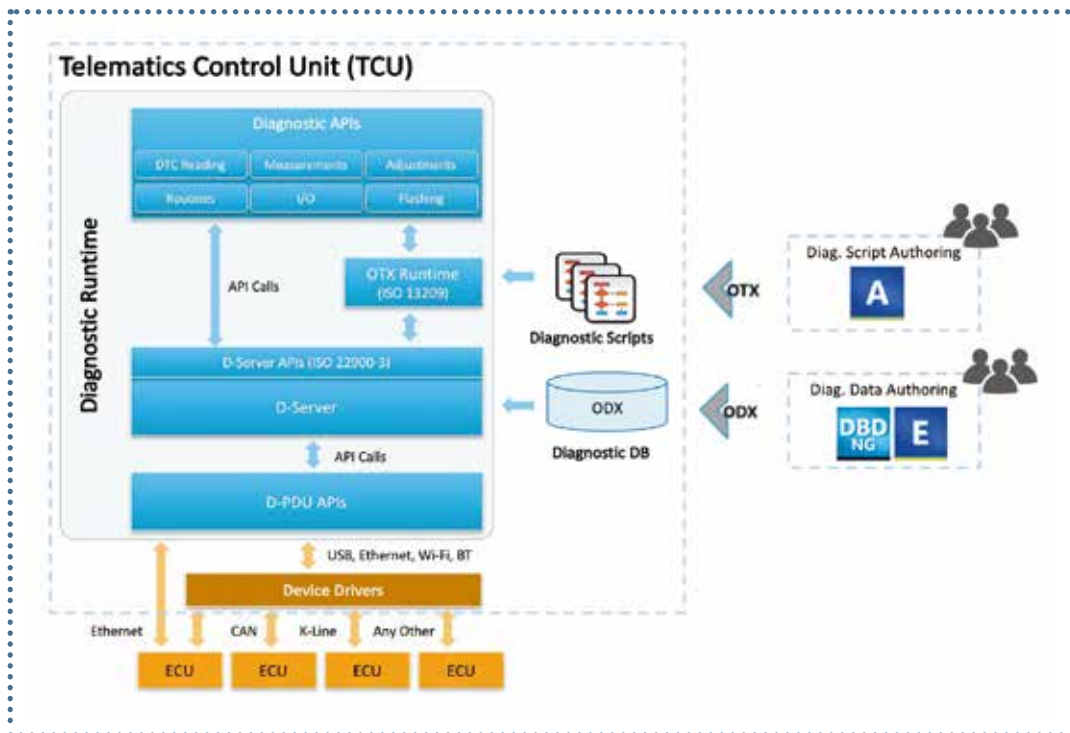 Telematics Control Unit (TCU)
Diagnostic Runtime
Diagnostic APIs
DTC Reading
Measurements
Adjustments
Routines
I/O
Flashing
API Calls
OTX Runtime
(ISO 13209)
D-Server APIs (ISO 22900-3)
D-Server
API Calls
D-PDU APIs
USB, Ethernet, Wi-Fi, BT
Device Drivers
Ethernet
CAN
K-Line
Any Other
ECU
ECU
ECU
ECU
Diagnostic Scripts
ODX
Diagnostic DB
OTX
ODX
Diag. Script Authoring
A
Diag. Data Authoring
DBD
NG
E